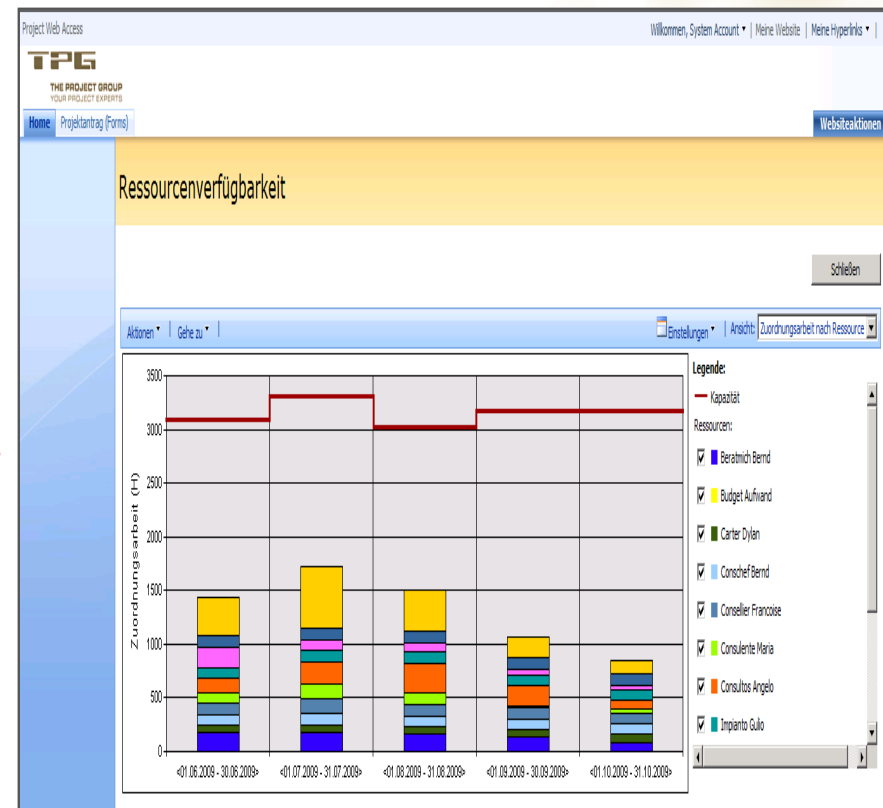 Project Web Access
Willkommen, System Account | Meine Website | Meine Hyperlinks |
TPG
THE PROJECT GROUP
YOUR PROJECT EXPERTS
Home Projektantrag (Forms) Websiteaktionen
Ressourcenverfügbarkeit
Schließen
Aktionen | Gehe zu | Einstellungen | Ansicht: Zuordnungsarbeit nach Ressource
Legende:
Kapazität
Ressourcen:
Beratmich Bernd
Budget Aufwand
Carter Dylan
Conschef Bernd
Conseiller Francoise
Consulente Maria
Consultos Angelo
Impianto Gulio
Zuordnungsarbeit (H)
3500
3000
2500
2000
1500
1000
500
0
<01.06.2009 - 30.06.2009> <01.07.2009 - 31.07.2009> <01.08.2009 - 31.08.2009> <01.09.2009 - 30.09.2009> <01.10.2009 - 31.10.2009>